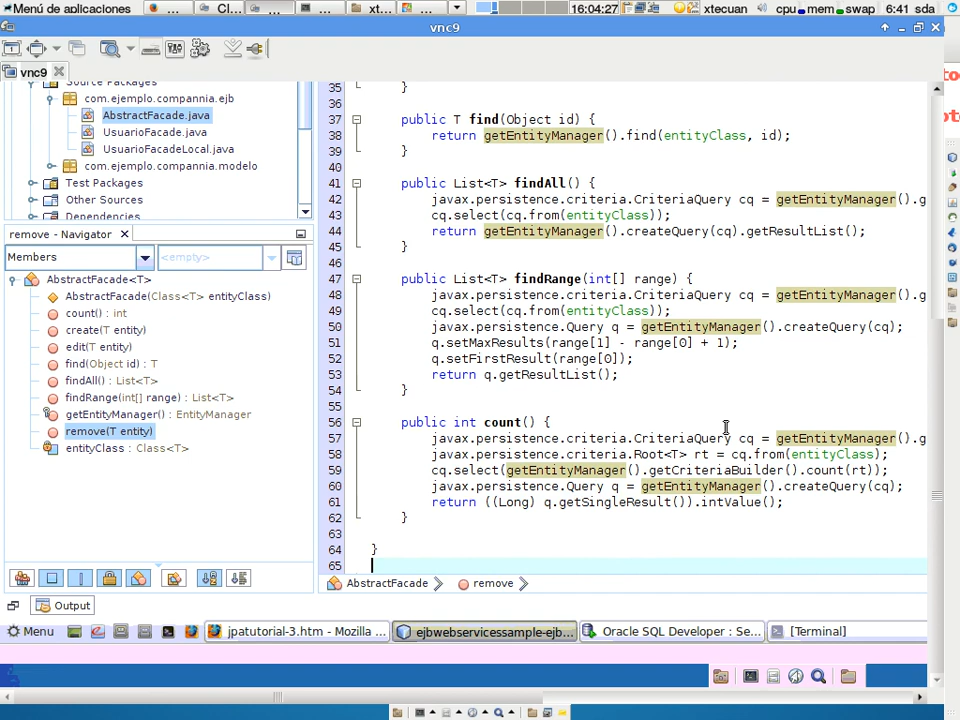 Menú de aplicaciones
...
Cl...
...
...
xt...
...
16:04:27
xtecuan
cpu
mem
swap
6:41
sda
vnc9
vnc9
Source Packages
com.ejemplo.compannia.ejb
AbstractFacade.java
UsuarioFacade.java
UsuarioFacadeLocal.java
com.ejemplo.compannia.modelo
Test Packages
Other Sources
Dependencies
remove - Navigator
Members
<empty>
AbstractFacade<T>
AbstractFacade(Class<T> entityClass)
count() : int
create(T entity)
edit(T entity)
find(Object id) : T
findAll() : List<T>
findRange(int[] range) : List<T>
getEntityManager() : EntityManager
remove(T entity)
entityClass : Class<T>
35 }
36
37 public T find(Object id) {
38 return getEntityManager().find(entityClass, id);
39 }
40
41 public List<T> findAll() {
42 javax.persistence.criteria.CriteriaQuery cq = getEntityManager().g
43 cq.select(cq.from(entityClass));
44 return getEntityManager().createQuery(cq).getResultList();
45 }
46
47 public List<T> findRange(int[] range) {
48 javax.persistence.criteria.CriteriaQuery cq = getEntityManager().g
49 cq.select(cq.from(entityClass));
50 javax.persistence.Query q = getEntityManager().createQuery(cq);
51 q.setMaxResults(range[1] - range[0] + 1);
52 q.setFirstResult(range[0]);
53 return q.getResultList();
54 }
55
56 public int count() {
57 javax.persistence.criteria.CriteriaQuery cq = getEntityManager().g
58 javax.persistence.criteria.Root<T> rt = cq.from(entityClass);
59 cq.select(getEntityManager().getCriteriaBuilder().count(rt));
60 javax.persistence.Query q = getEntityManager().createQuery(cq);
61 return ((Long) q.getSingleResult()).intValue();
62 }
63
64 }
65
AbstractFacade
remove
Output
Menu
jpatutorial-3.htm - Mozilla ...
ejbwebservicessample-ejb...
Oracle SQL Developer : Se...
[Terminal]